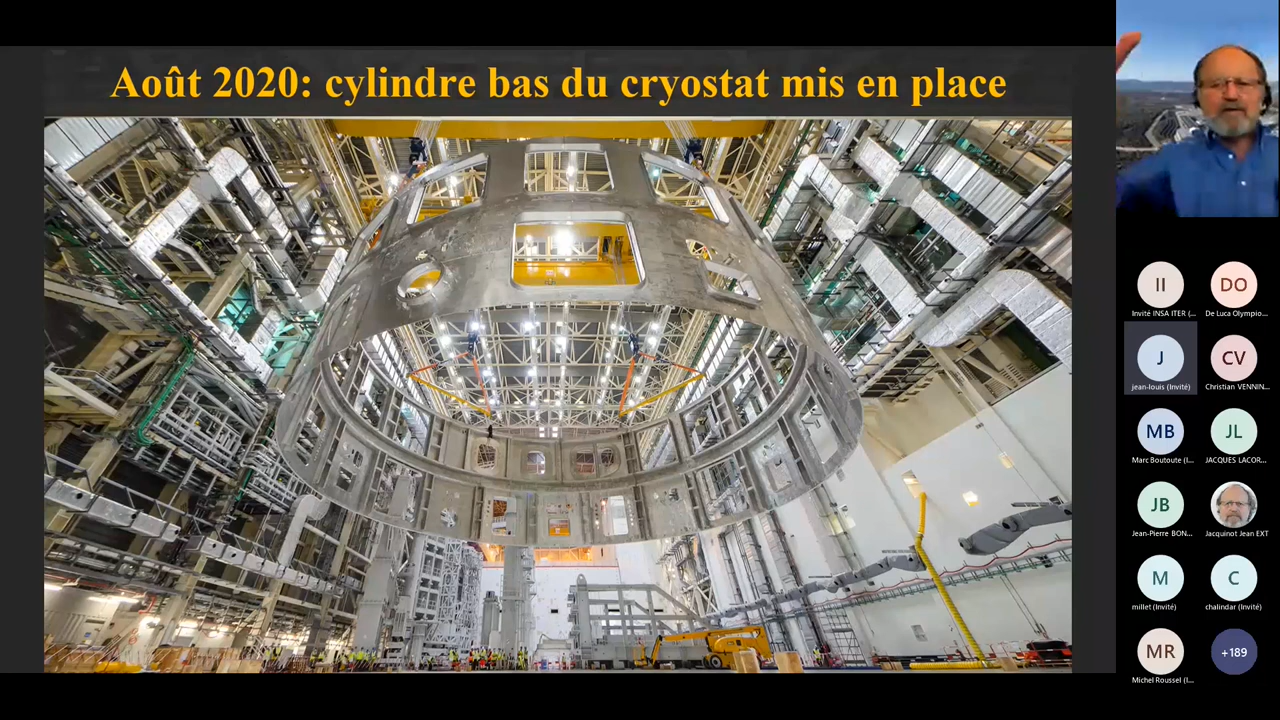 Août 2020: cylindre bas du cryostat mis en place
II
Invité INSA ITER (...
DO
De Luca Olympio...
J
jean-louis (Invité)
CV
Christian VENNIN...
MB
Marc Boutoute (I...
JL
JACQUES LACOR...
JB
Jean-Pierre BON...
Jacquinot Jean EXT
M
millet (Invité)
C
chalindar (Invité)
MR
Michel Roussel (I...
+189